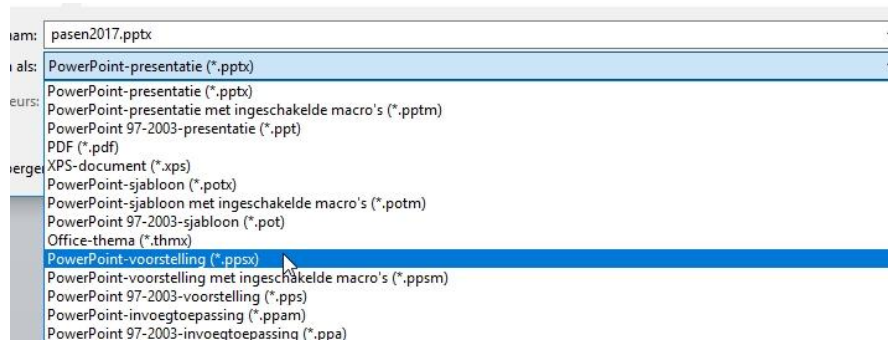 nam: pasen2017.pptx
als: PowerPoint-presentatie (*.pptx)
PowerPoint-presentatie (*.pptx)
eurs:
PowerPoint-presentatie met ingeschakelde macro's (*.pptm)
PowerPoint 97-2003-presentatie (*.ppt)
PDF (*.pdf)
XPS-document (*.xps)
PowerPoint-sjabloon (*.potx)
PowerPoint-sjabloon met ingeschakelde macro's (*.potm)
PowerPoint 97-2003-sjabloon (*.pot)
Office-thema (*.thmx)
PowerPoint-voorstelling (*.ppsx)
PowerPoint-voorstelling met ingeschakelde macro's (*.ppsm)
PowerPoint 97-2003-voorstelling (*.pps)
PowerPoint-invoegtoepassing (*.ppam)
PowerPoint 97-2003-invoegtoepassing (*.ppa)